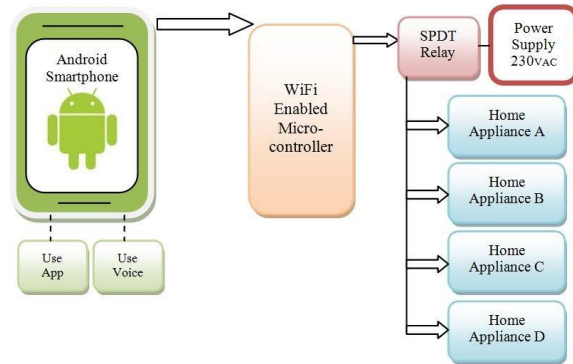 Android
Smartphone
Use
App
Use
Voice
WiFi
Enabled
Micro-
controller
SPDT
Relay
Power
Supply
230VAC
Home
Appliance A
Home
Appliance B
Home
Appliance C
Home
Appliance D